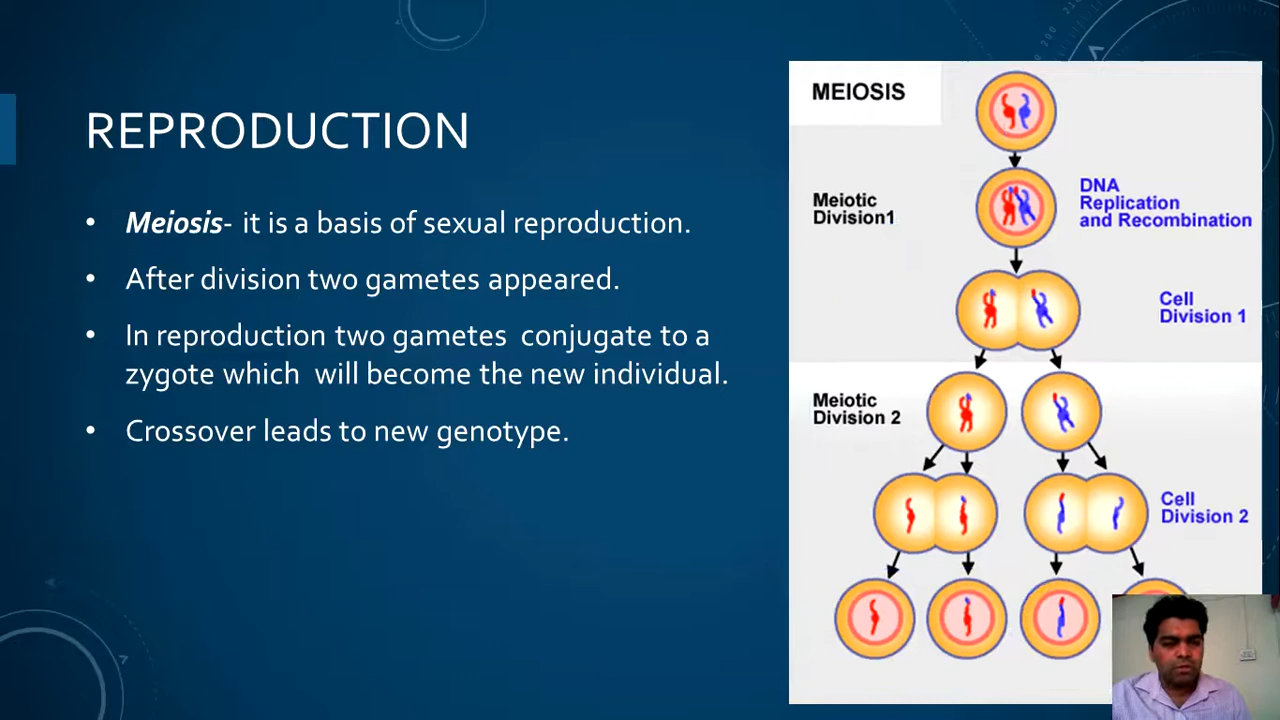 REPRODUCTION
• Meiosis- it is a basis of sexual reproduction.
• After division two gametes appeared.
• In reproduction two gametes conjugate to a
zygote which will become the new individual.
• Crossover leads to new genotype.
MEIOSIS
Meiotic
Division1
DNA
Replication
and Recombination
Cell
Division 1
Meiotic
Division 2
Cell
Division 2